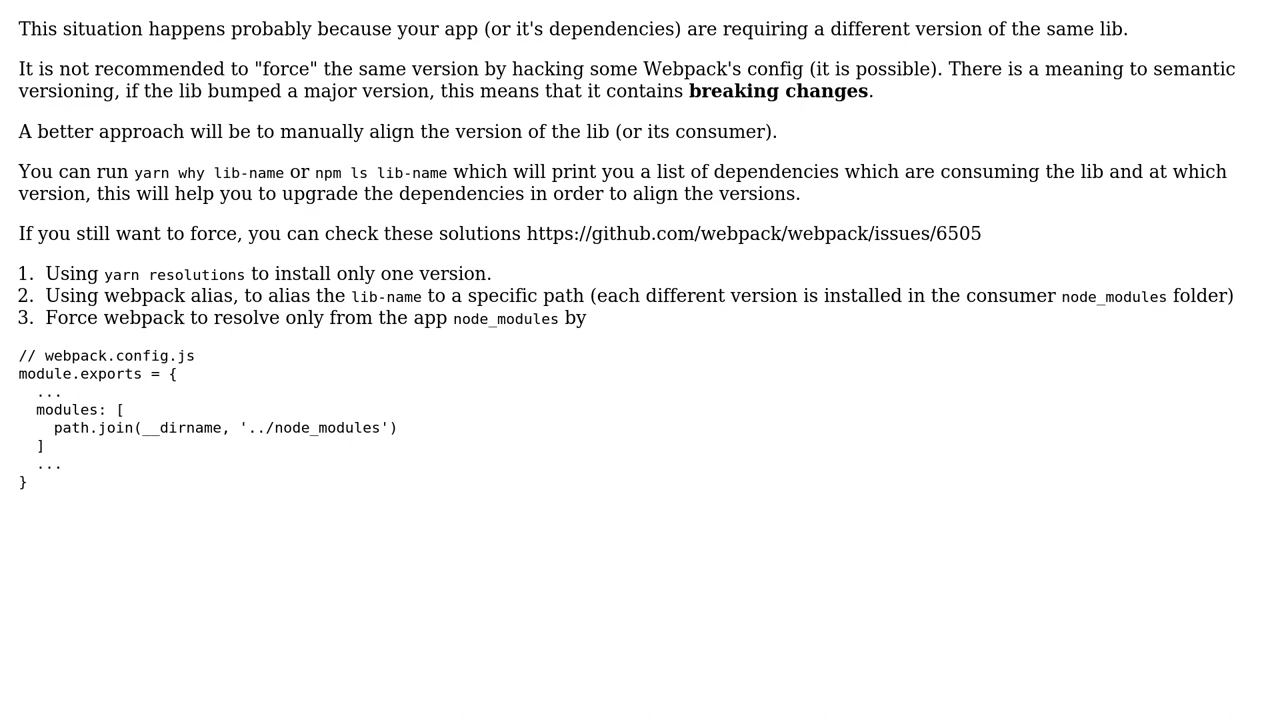 This situation happens probably because your app (or it's dependencies) are requiring a different version of the same lib.
It is not recommended to "force" the same version by hacking some Webpack's config (it is possible). There is a meaning to semantic
versioning, if the lib bumped a major version, this means that it contains breaking changes.
A better approach will be to manually align the version of the lib (or its consumer).
You can run yarn why lib-name or npm ls lib-name which will print you a list of dependencies which are consuming the lib and at which
version, this will help you to upgrade the dependencies in order to align the versions.
If you still want to force, you can check these solutions https://github.com/webpack/webpack/issues/6505
1. Using yarn resolutions to install only one version.
2. Using webpack alias, to alias the lib-name to a specific path (each different version is installed in the consumer node_modules folder)
3. Force webpack to resolve only from the app node_modules by
// webpack.config.js
module.exports = {
  ...
  modules: [
    path.join(__dirname, '../node_modules')
  ]
  ...
}